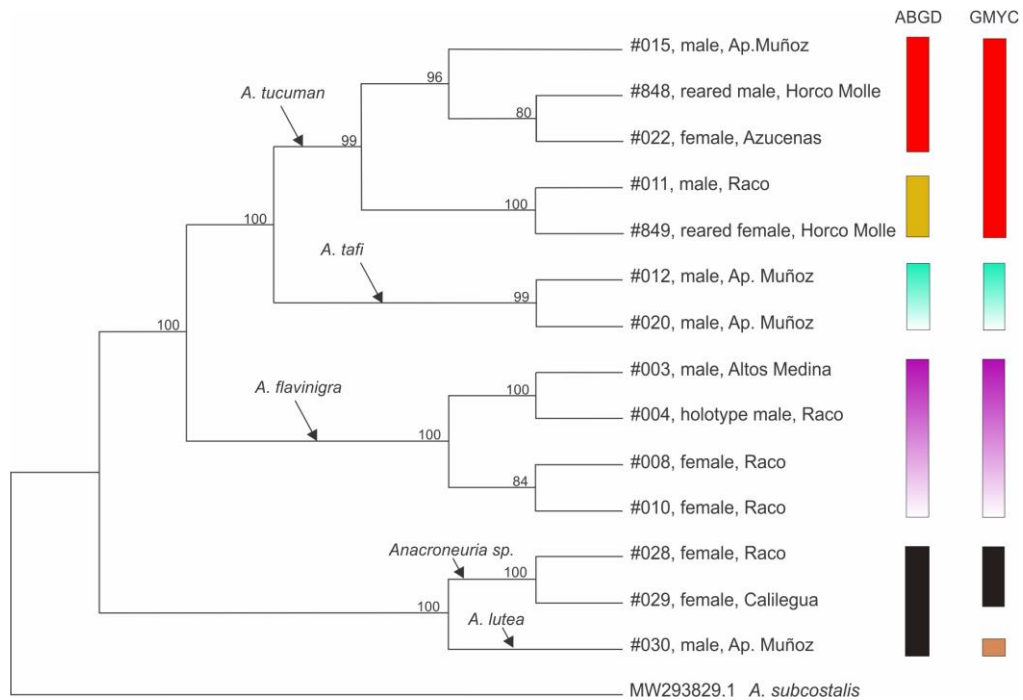 ABGD GMYC
#015, male, Ap.Muñoz
96
#848, reared male, Horco Molle
A. tucuman
80
#022, female, Azucenas
99
#011, male, Raco
100
#849, reared female, Horco Molle
100
A. tafi
#012, male, Ap. Muñoz
99
#020, male, Ap. Muñoz
100
#003, male, Altos Medina
A. flavinigra
100
#004, holotype male, Raco
100
#008, female, Raco
84
#010, female, Raco
Anacroneuria sp.
#028, female, Raco
100
#029, female, Calilegua
100
A. lutea
#030, male, Ap. Muñoz
MW293829.1 A. subcostalis